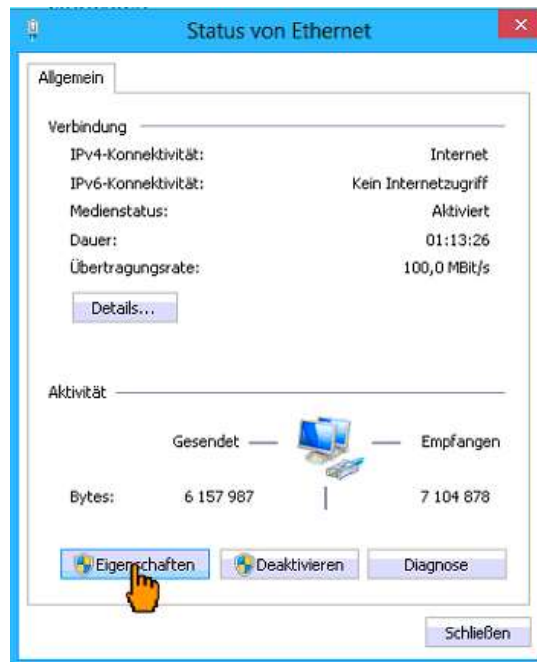 Status von Ethernet
Allgemein
Verbindung
IPv4-Konnektivität: Internet
IPv6-Konnektivität: Kein Internetzugriff
Medienstatus: Aktiviert
Dauer: 01:13:26
Übertragungsrate: 100,0 MBit/s
Details...
Aktivität
Gesendet Empfangen
Bytes: 6 157 987 7 104 878
Eigenschaften Deaktivieren Diagnose
Schließen